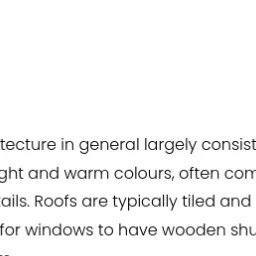 tecture in general largely consist
ght and warm colours, often com
ails. Roofs are typically tiled and
for windows to have wooden shu